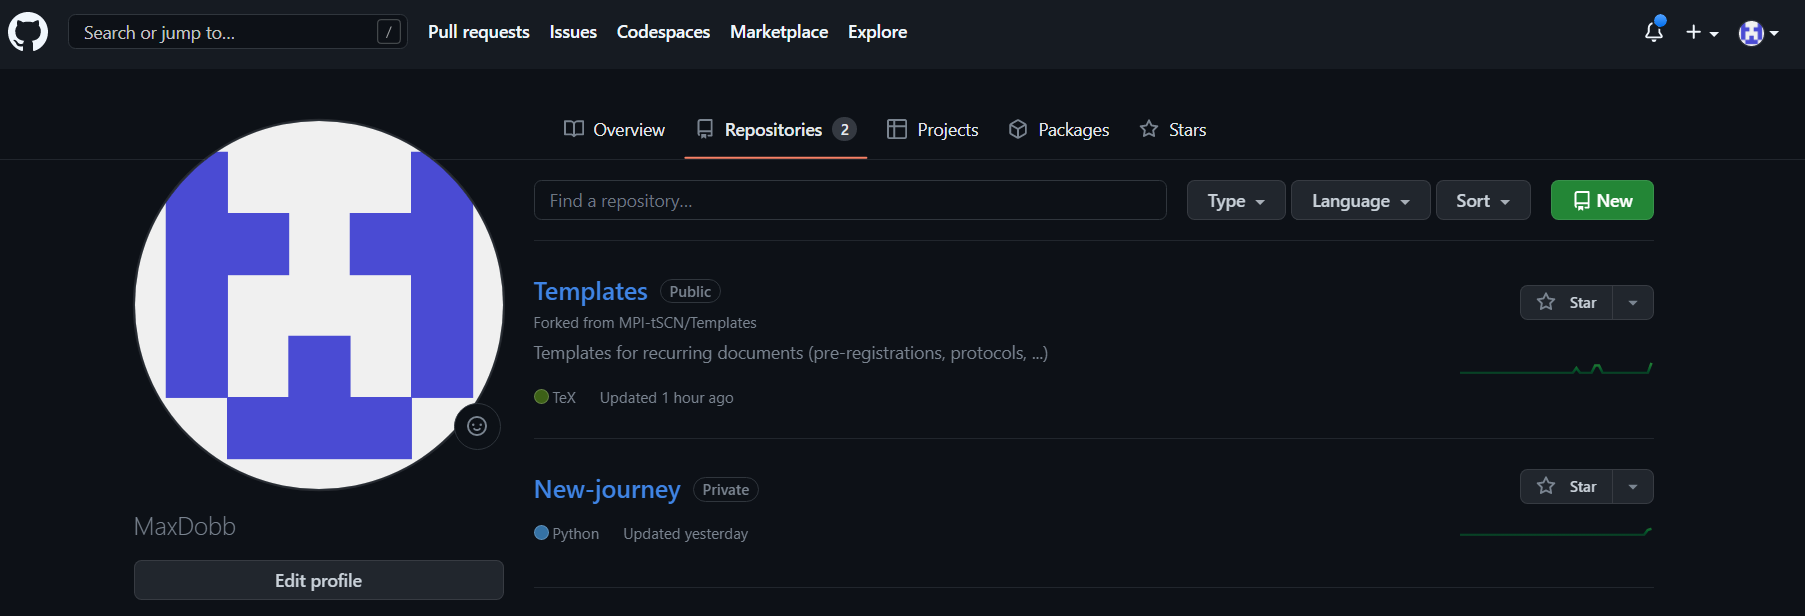 Search or jump to... / Pull requests Issues Codespaces Marketplace Explore
Overview Repositories 2 Projects Packages Stars
Find a repository... Type Language Sort New
Templates Public
Star
Forked from MPI-tSCN/Templates
Templates for recurring documents (pre-registrations, protocols, ...)
TeX Updated 1 hour ago
New-journey Private
Star
Python Updated yesterday
MaxDobb
Edit profile